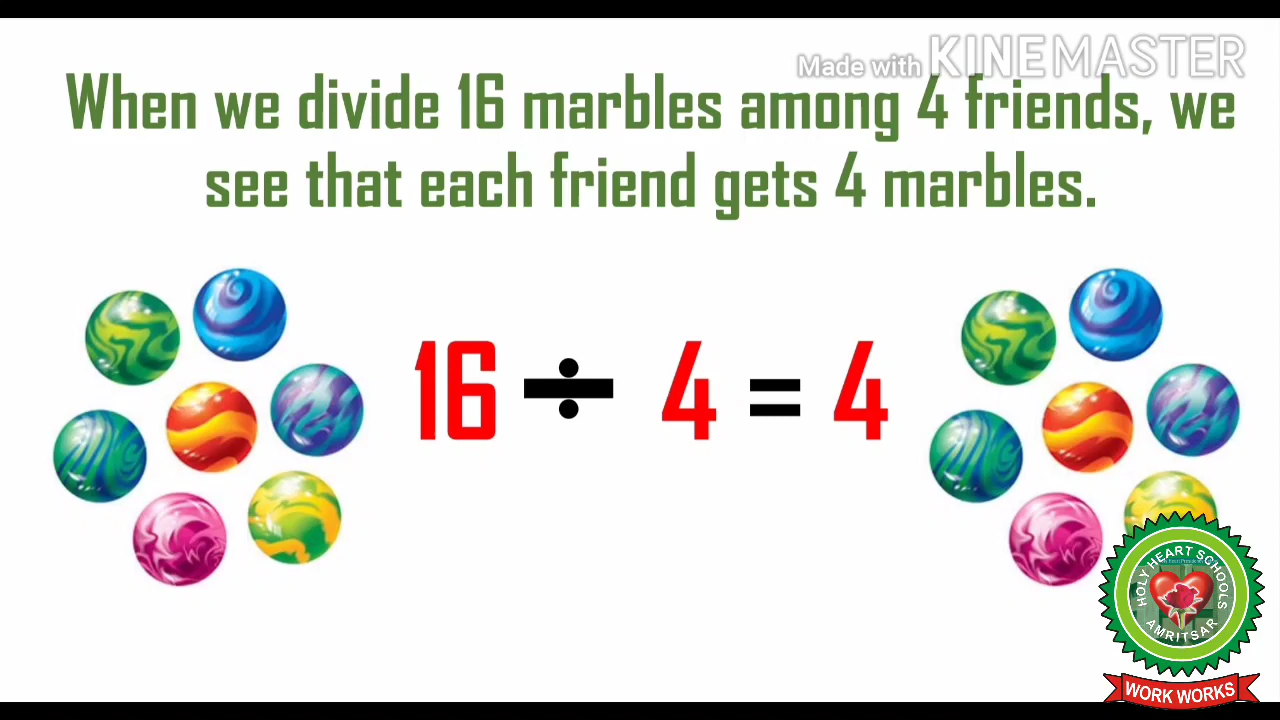 Made with KINEMASTER
When we divide 16 marbles among 4 friends, we
see that each friend gets 4 marbles.
16 ÷ 4 = 4
HOLY HEART SCHOOLS
AMRITSAR
WORK WORKS